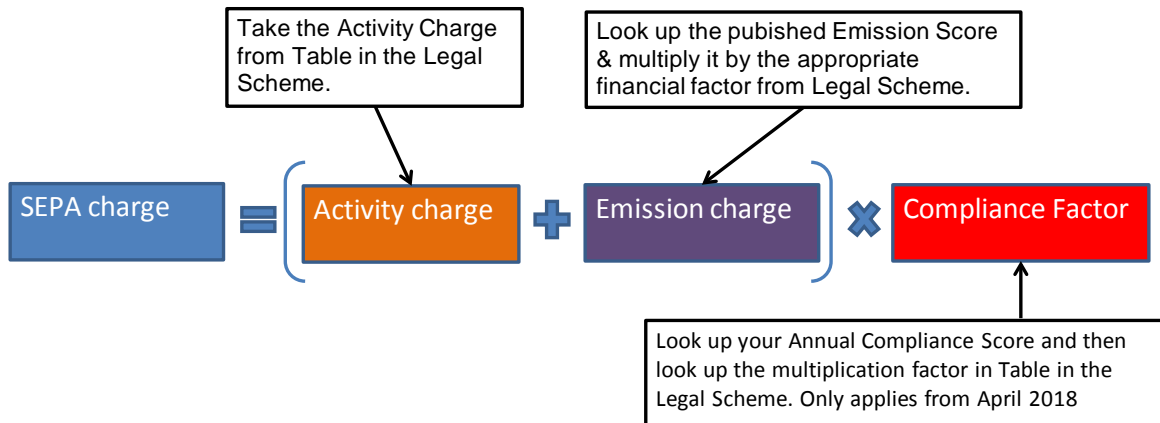 Take the Activity Charge
from Table in the Legal
Scheme.
Look up the pubished Emission Score
& multiply it by the appropriate
financial factor from Legal Scheme.
SEPA charge
=
(
Activity charge
+
Emission charge
)
×
Compliance Factor
Look up your Annual Compliance Score and then
look up the multiplication factor in Table in the
Legal Scheme. Only applies from April 2018